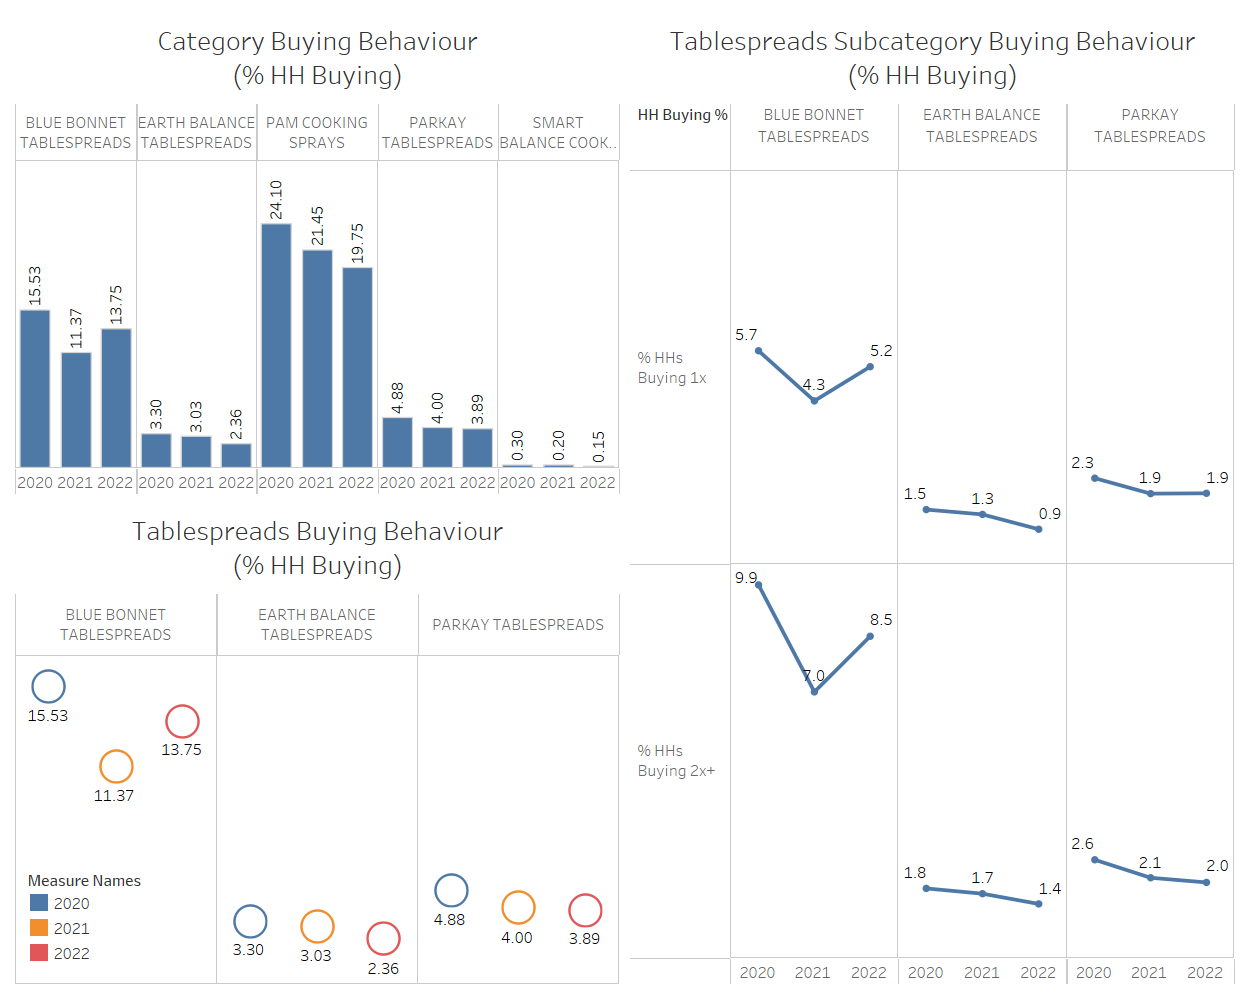 Category Buying Behaviour
(% HH Buying)
BLUE BONNET
TABLESPREADS
EARTH BALANCE
TABLESPREADS
PAM COOKING
SPRAYS
PARKAY
TABLESPREADS
SMART
BALANCE COOK..
15.53
11.37
13.75
3.30
3.03
2.36
24.10
21.45
19.75
4.88
4.00
3.89
0.30
0.20
0.15
2020 2021 2022 2020 2021 2022 2020 2021 2022 2020 2021 2022 2020 2021 2022
Tablespreads Buying Behaviour
(% HH Buying)
BLUE BONNET
TABLESPREADS
EARTH BALANCE
TABLESPREADS
PARKAY TABLESPREADS
15.53
11.37
13.75
3.30
3.03
2.36
4.88
4.00
3.89
Measure Names
2020
2021
2022
Tablespreads Subcategory Buying Behaviour
(% HH Buying)
HH Buying %
BLUE BONNET
TABLESPREADS
EARTH BALANCE
TABLESPREADS
PARKAY
TABLESPREADS
% HHs
Buying 1x
5.7
4.3
5.2
1.5
1.3
0.9
2.3
1.9
1.9
% HHs
Buying 2x+
9.9
7.0
8.5
1.8
1.7
1.4
2.6
2.1
2.0
2020 2021 2022 2020 2021 2022 2020 2021 2022